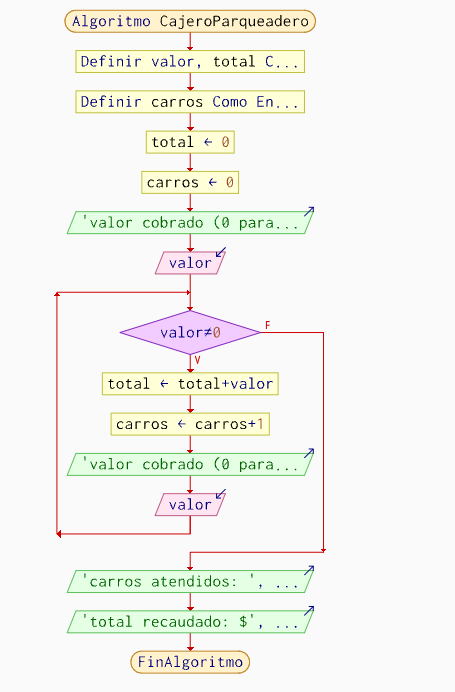 Algoritmo CajeroParqueadero
Definir valor, total C...
Definir carros Como En...
total ← 0
carros ← 0
'valor cobrado (0 para...
valor
valor≠0
F
V
total ← total+valor
carros ← carros+1
'valor cobrado (0 para...
valor
'carros atendidos: ', ...
'total recaudado: $', ...
FinAlgoritmo